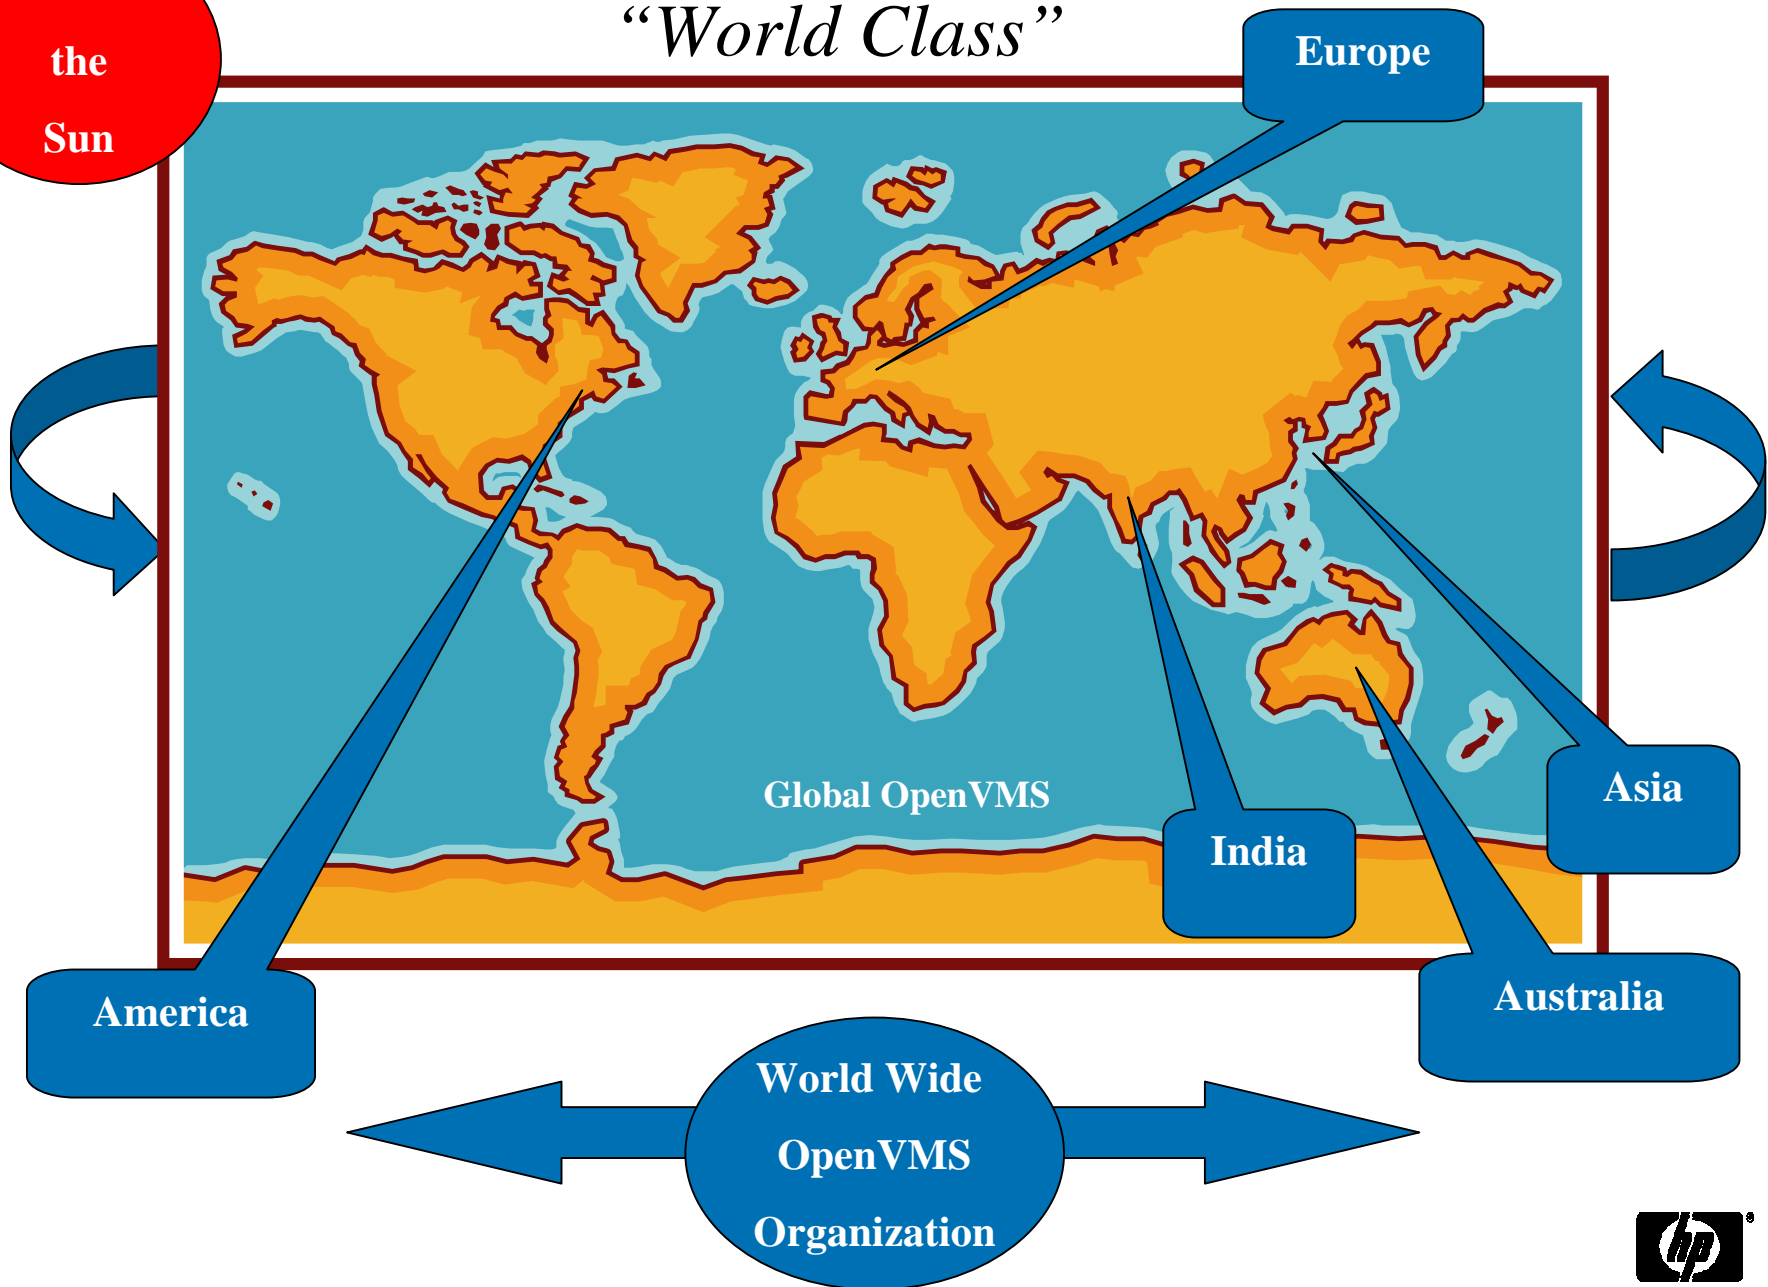 “World Class”
the
Sun
Europe
Global OpenVMS
Asia
India
America
Australia
World Wide
OpenVMS
Organization
hp